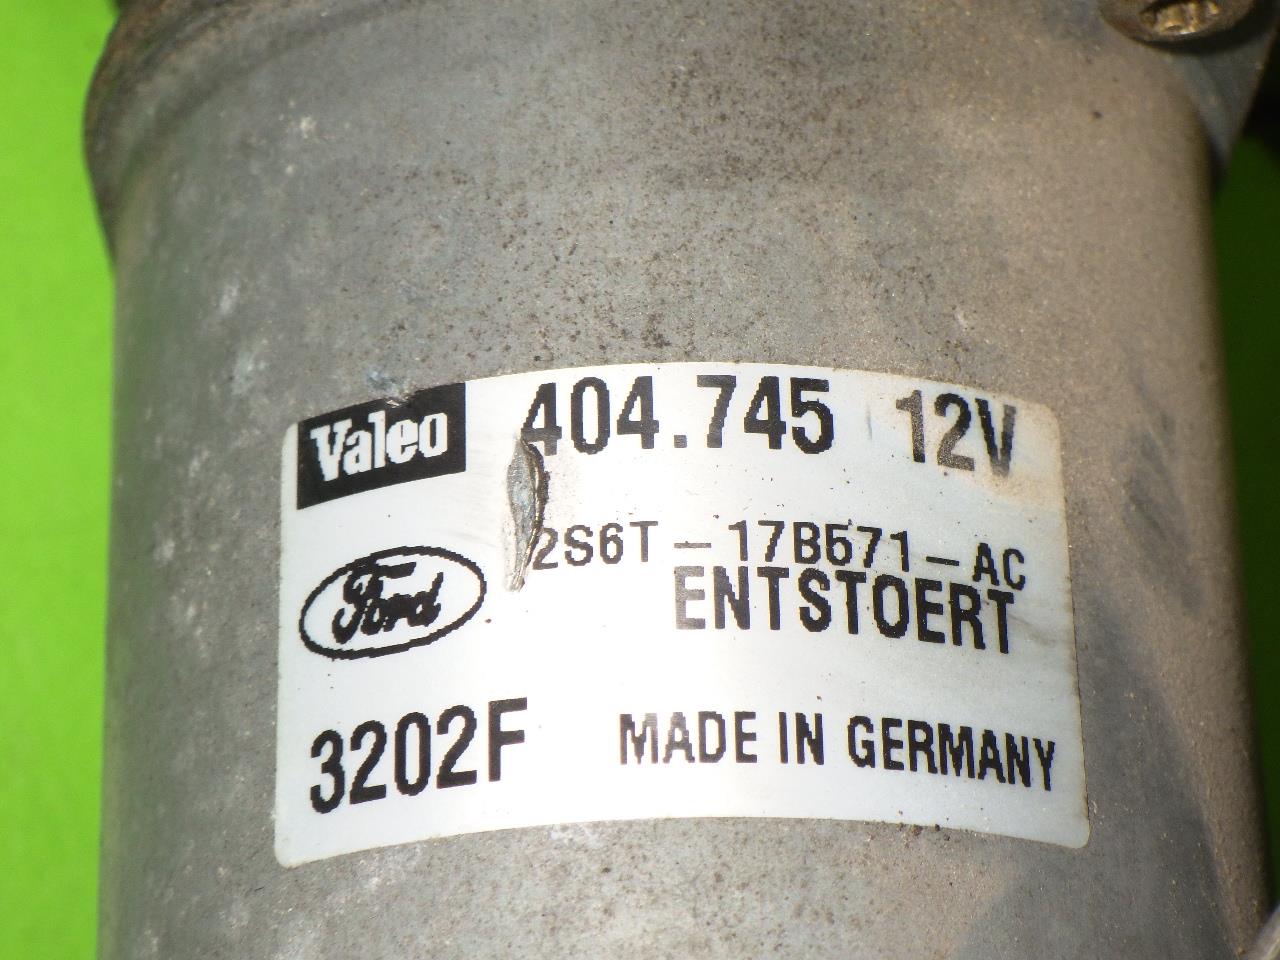 Valeo 404.745 12V
2S6T-17B571-AC
Ford ENTSTOERT
3202F MADE IN GERMANY